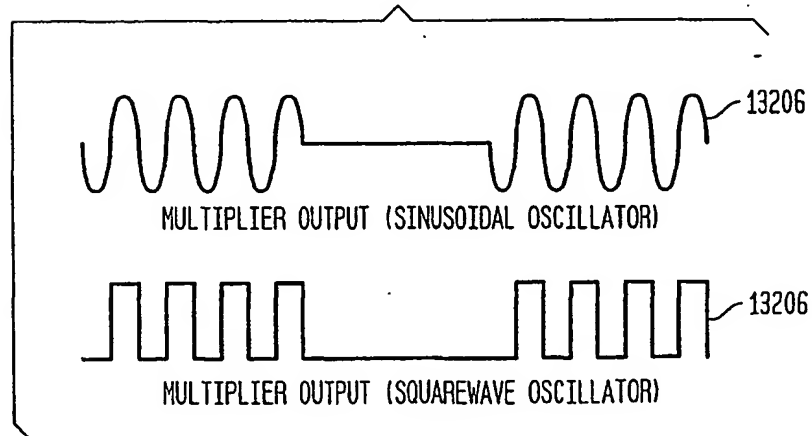 13206
MULTIPLIER OUTPUT (SINUSOIDAL OSCILLATOR)
13206
MULTIPLIER OUTPUT (SQUAREWAVE OSCILLATOR)